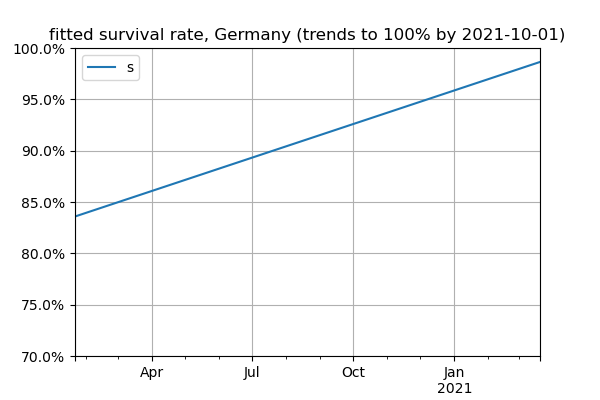 fitted survival rate, Germany (trends to 100% by 2021-10-01)
100.0%
s
95.0%
90.0%
85.0%
80.0%
75.0%
70.0%
Apr Jul Oct Jan
2021